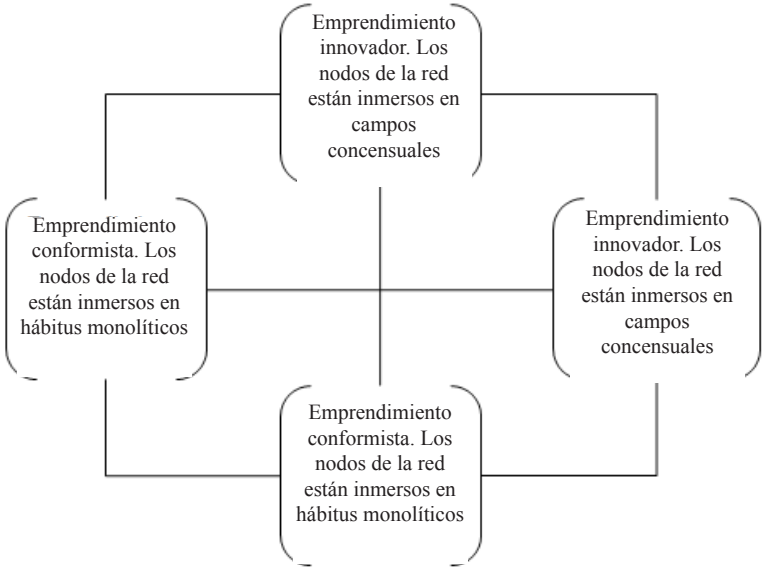 Emprendimiento
innovador. Los
nodos de la red
están inmersos en
campos
concensuales
Emprendimiento
conformista. Los
nodos de la red
están inmersos en
hábitus monolíticos
Emprendimiento
innovador. Los
nodos de la red
están inmersos en
campos
concensuales
Emprendimiento
conformista. Los
nodos de la red
están inmersos en
hábitus monolíticos